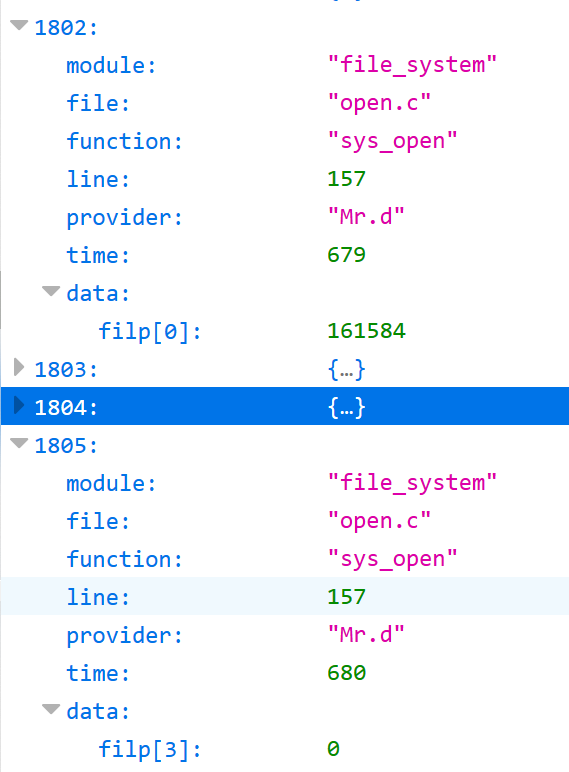 1802:
module: "file_system"
file: "open.c"
function: "sys_open"
line: 157
provider: "Mr.d"
time: 679
data:
filp[0]: 161584
1803: {…}
1804: {…}
1805:
module: "file_system"
file: "open.c"
function: "sys_open"
line: 157
provider: "Mr.d"
time: 680
data:
filp[3]: 0